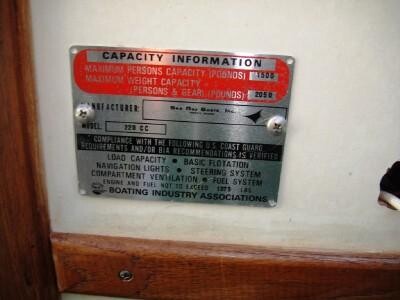 CAPACITY INFORMATION
MAXIMUM PERSONS CAPACITY (POUNDS) 1500
MAXIMUM WEIGHT CAPACITY -
(PERSONS & GEAR) (POUNDS) 2050
MANUFACTURER: Sea Ray Boats, Inc.
MODEL: 220 CC
COMPLIANCE WITH THE FOLLOWING U.S. COAST GUARD
REQUIREMENTS AND/OR BIA RECOMMENDATIONS IS VERIFIED
LOAD CAPACITY • BASIC FLOTATION
NAVIGATION LIGHTS • STEERING SYSTEM
COMPARTMENT VENTILATION • FUEL SYSTEM
ENGINE AND FUEL NOT TO EXCEED 1375 LBS
BOATING INDUSTRY ASSOCIATIONS